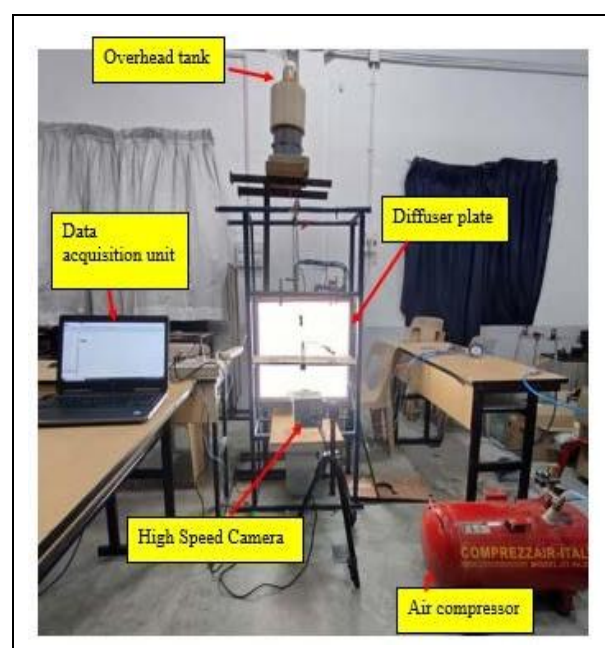 Overhead tank
Diffuser plate
Data
acquisition unit
High Speed Camera
COMPREZZAIR-ITAL
Air compressor